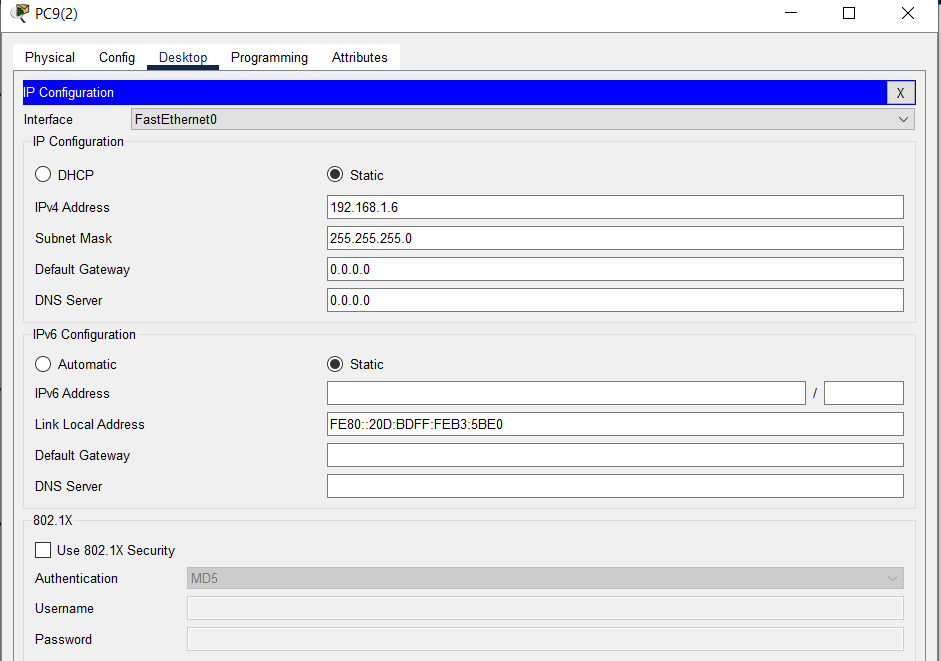 PC9(2)
Physical Config Desktop Programming Attributes
IP Configuration X
Interface FastEthernet0
IP Configuration
DHCP Static
IPv4 Address 192.168.1.6
Subnet Mask 255.255.255.0
Default Gateway 0.0.0.0
DNS Server 0.0.0.0
IPv6 Configuration
Automatic Static
IPv6 Address /
Link Local Address FE80::20D:BDFF:FEB3:5BE0
Default Gateway
DNS Server
802.1X
Use 802.1X Security
Authentication MD5
Username
Password